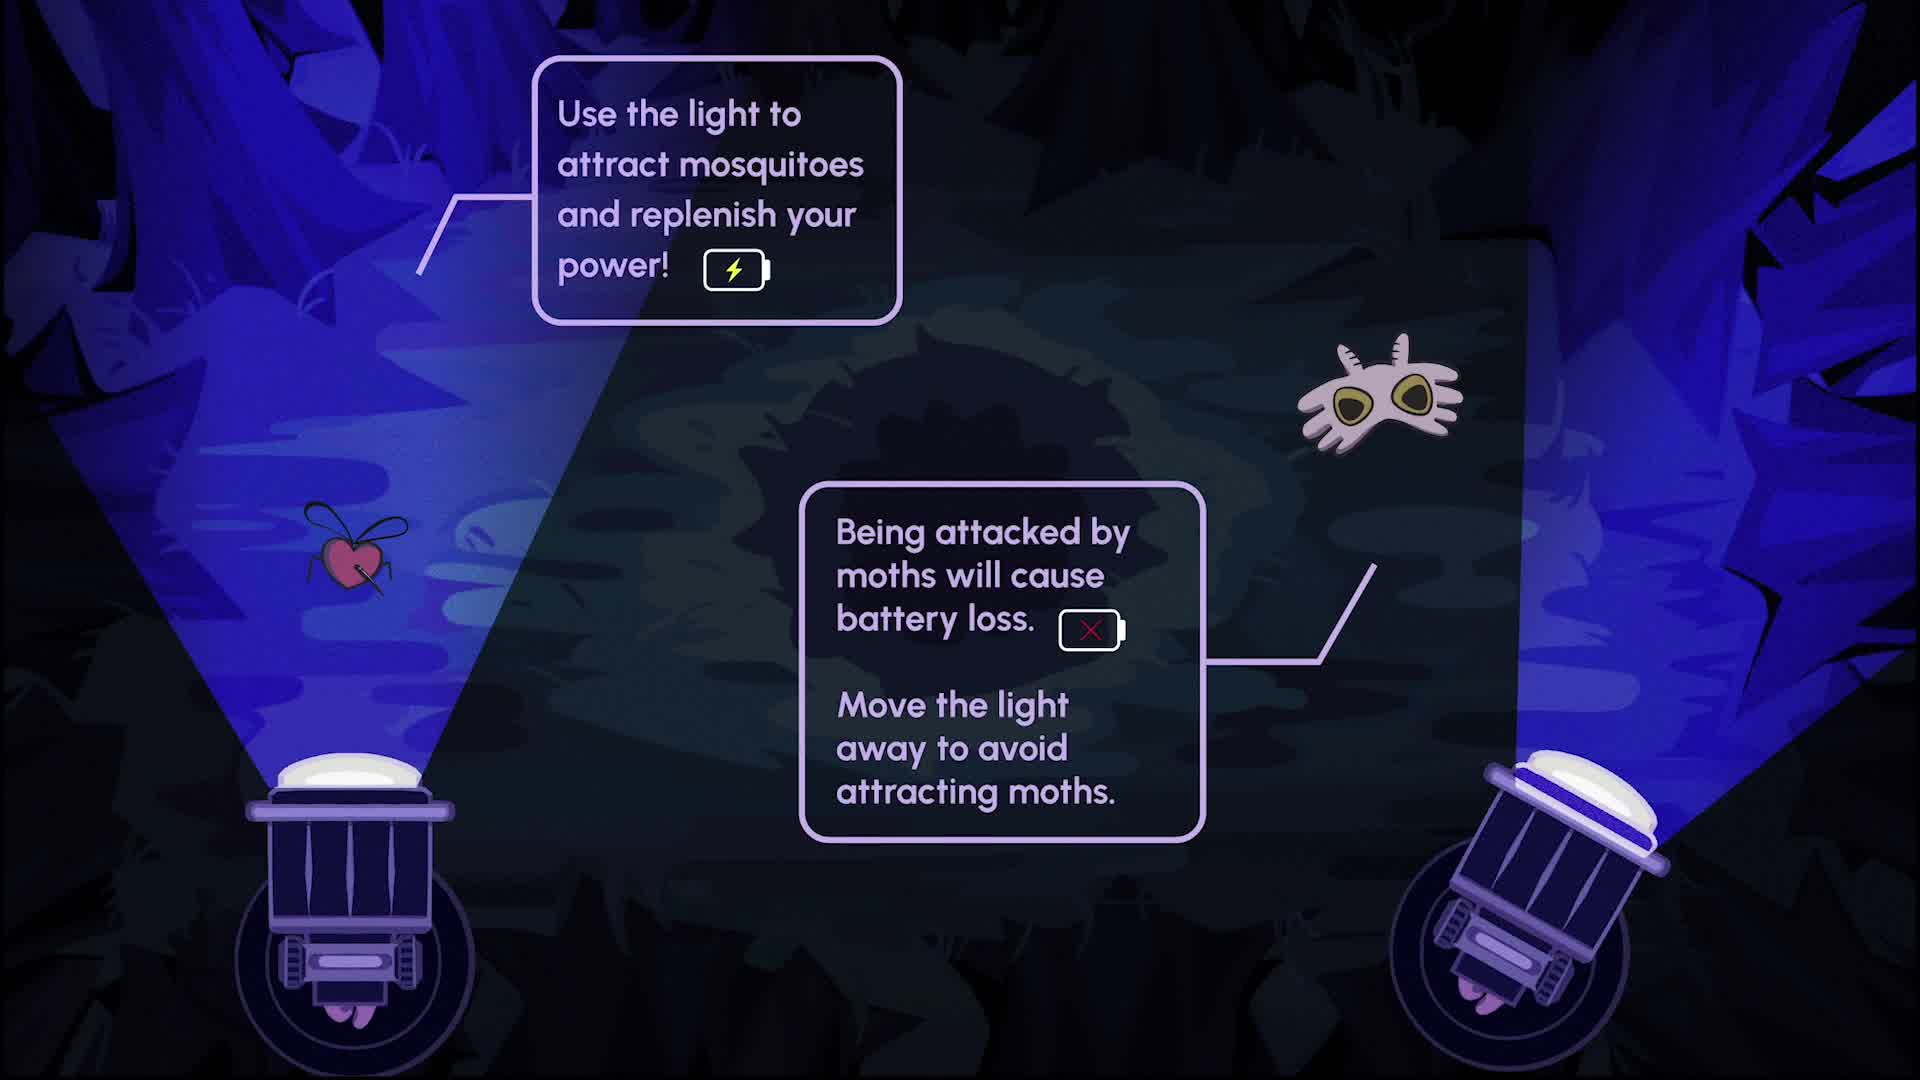 Use the light to
attract mosquitoes
and replenish your
power!
Being attacked by
moths will cause
battery loss.
Move the light
away to avoid
attracting moths.